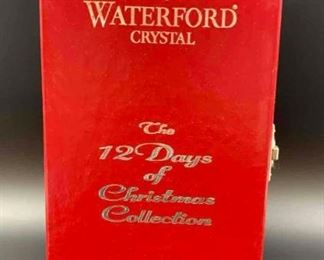 WATERFORD®
CRYSTAL
The
12 Days
of
Christmas
Collection